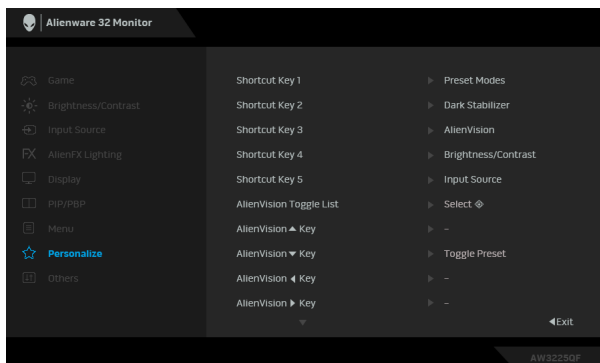 Alienware 32 Monitor
Game
Brightness/Contrast
Input Source
FX AlienFX Lighting
Display
PIP/PBP
Menu
Personalize
Others
Shortcut Key 1 Preset Modes
Shortcut Key 2 Dark Stabilizer
Shortcut Key 3 AlienVision
Shortcut Key 4 Brightness/Contrast
Shortcut Key 5 Input Source
AlienVision Toggle List Select
AlienVision ▲ Key –
AlienVision ▼ Key Toggle Preset
AlienVision ◀ Key –
AlienVision ▶ Key –
◀Exit
AW3225QF